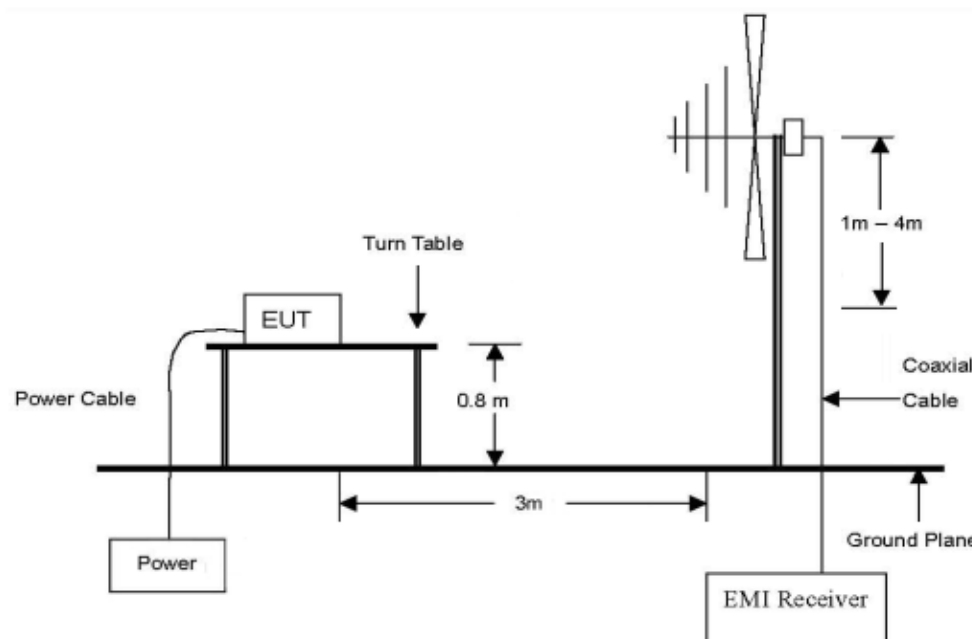 1m – 4m
Turn Table
EUT
Power Cable
0.8 m
Coaxial
Cable
3m
Ground Plane
Power
EMI Receiver